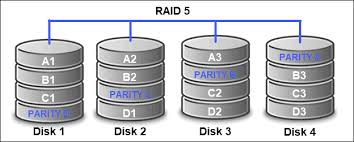 RAID 5
A1 A2 A3 PARITY
B1 B2 PARITY B3
C1 PARITY C2 C3
PARITY D1 D2 D3
Disk 1 Disk 2 Disk 3 Disk 4